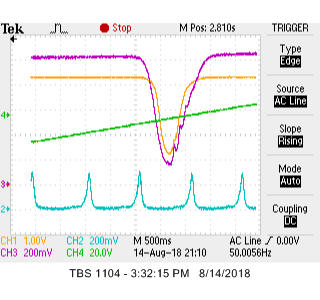 Tek Stop M Pos: 2.810s TRIGGER
Type
Edge
Source
AC Line
Slope
Rising
Mode
Auto
Coupling
DC
4
3
2
CH1 1.00V CH2 200mV M 500ms AC Line 0.00V
CH3 200mV CH4 20.0V 14-Aug-18 21:10 50.0056Hz
TBS 1104 - 3:32:15 PM 8/14/2018